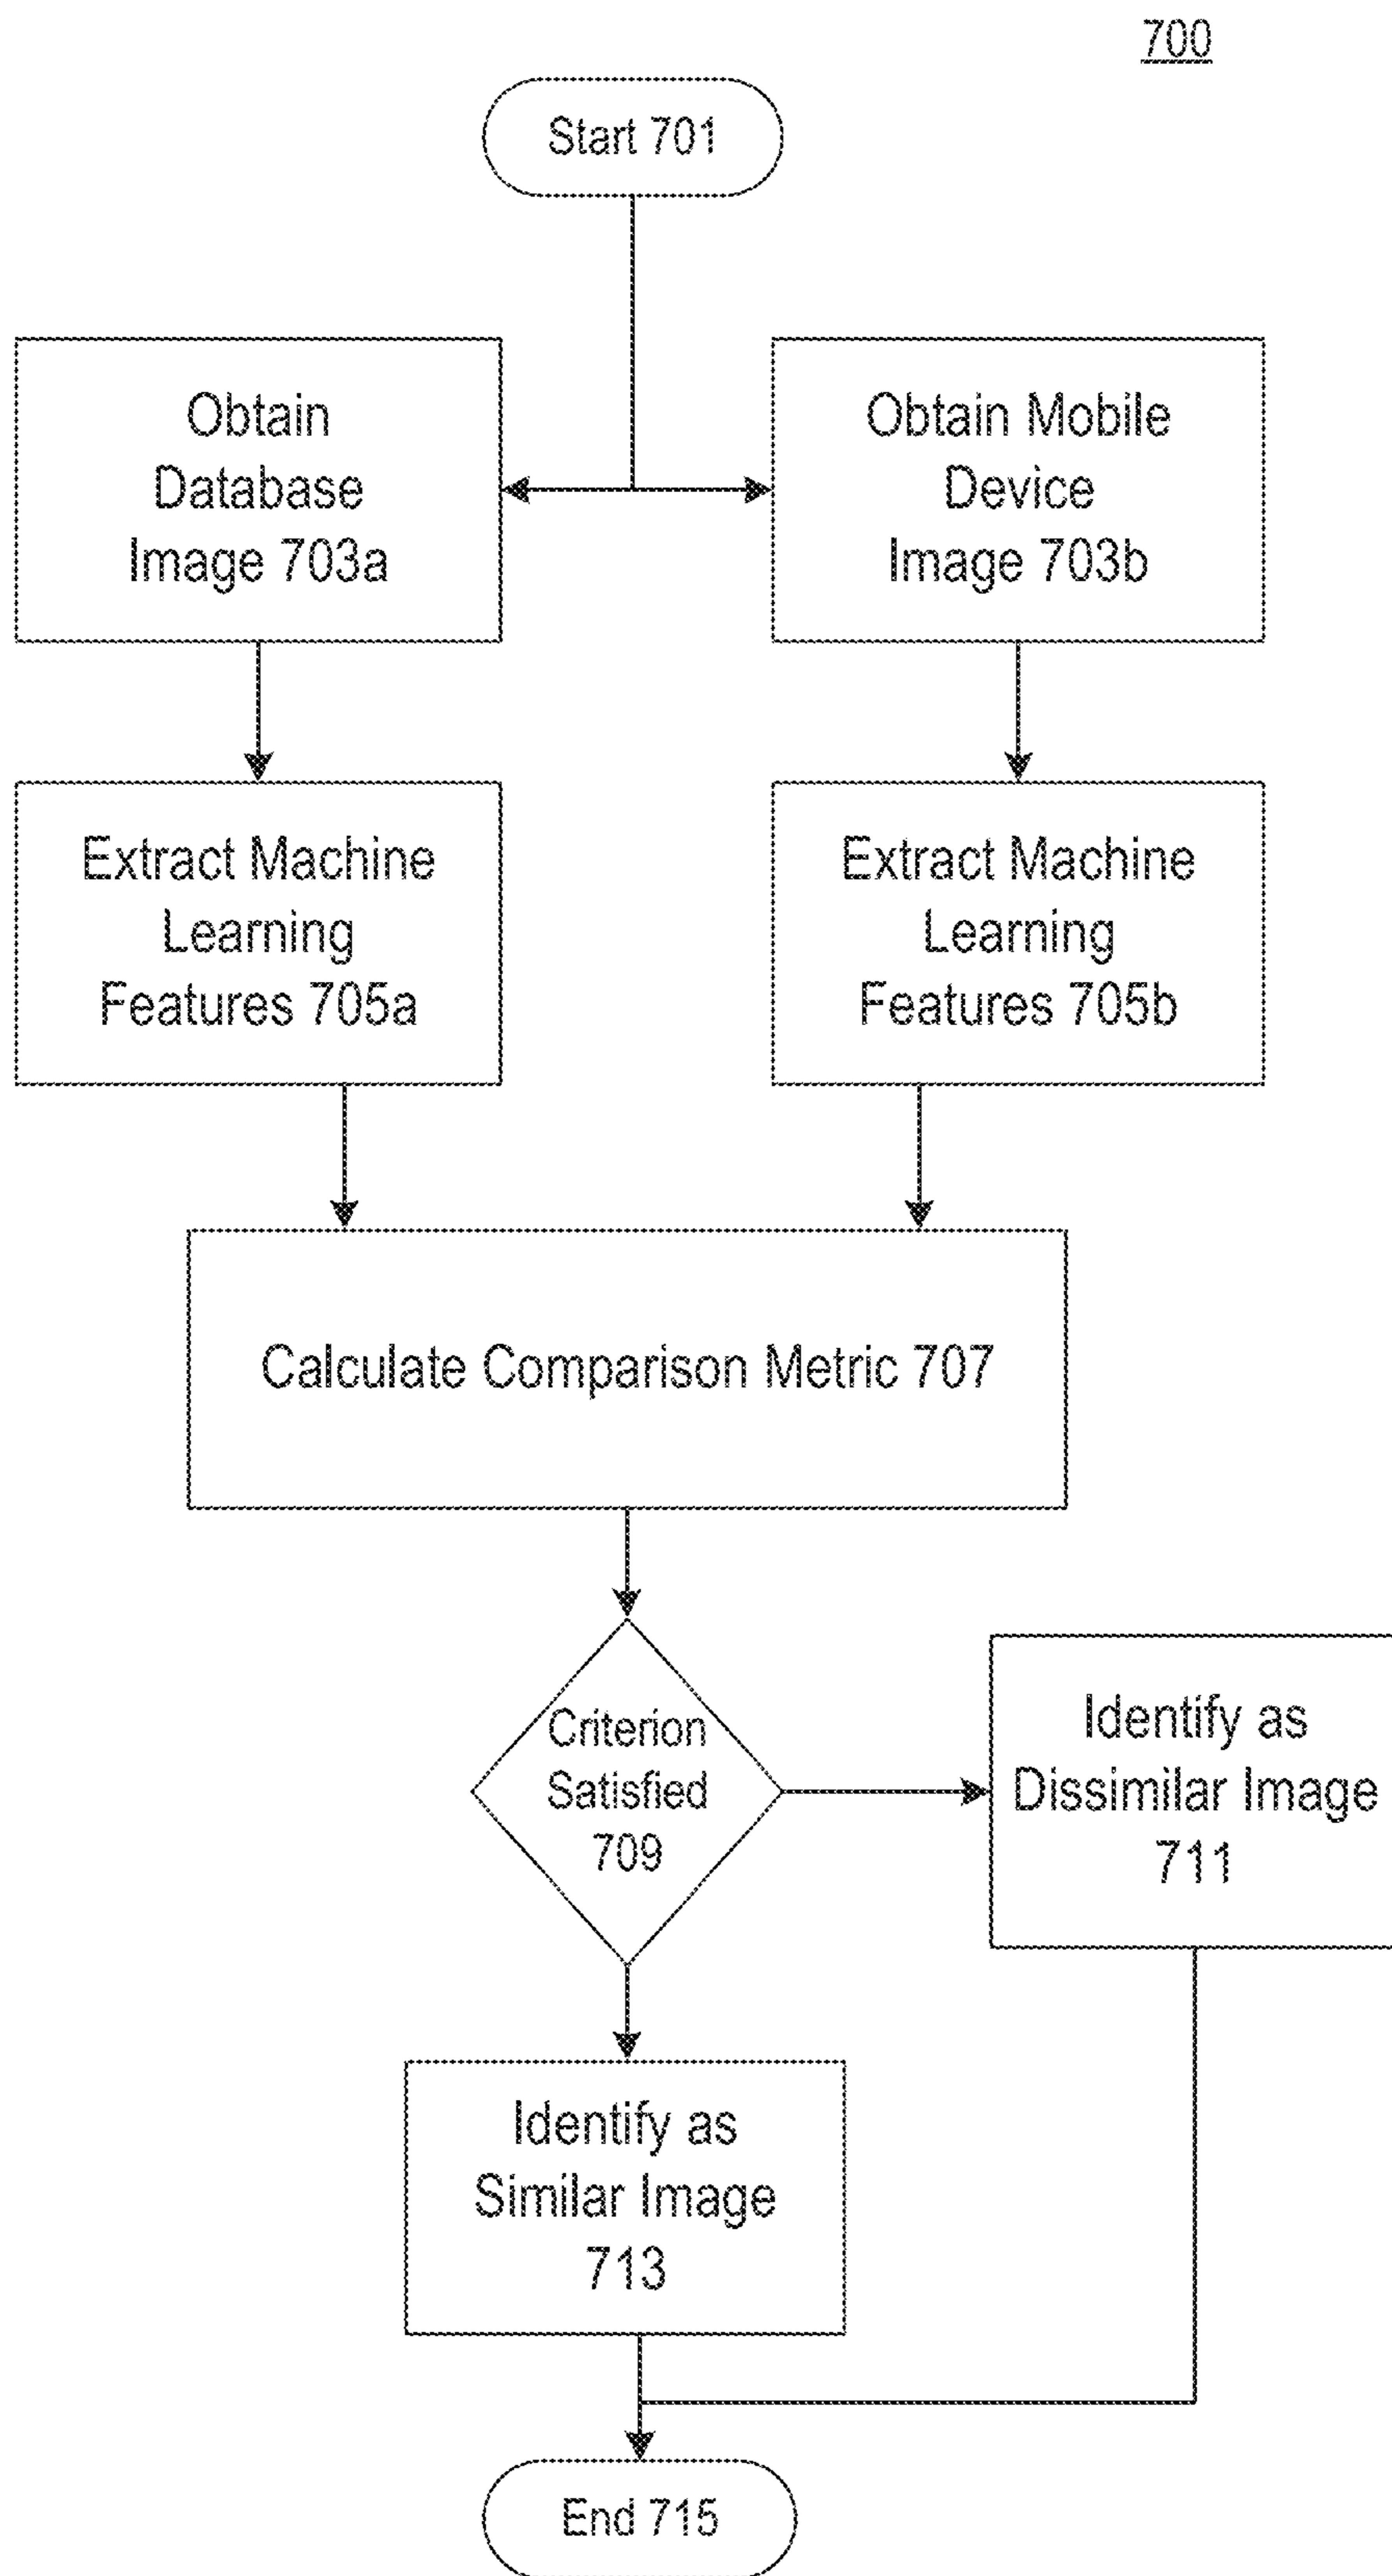 700
Start 701
Obtain
Database
Image 703a
Obtain Mobile
Device
Image 703b
Extract Machine
Learning
Features 705a
Extract Machine
Learning
Features 705b
Calculate Comparison Metric 707
Criterion
Satisfied
709
Identify as
Dissimilar Image
711
Identify as
Similar Image
713
End 715